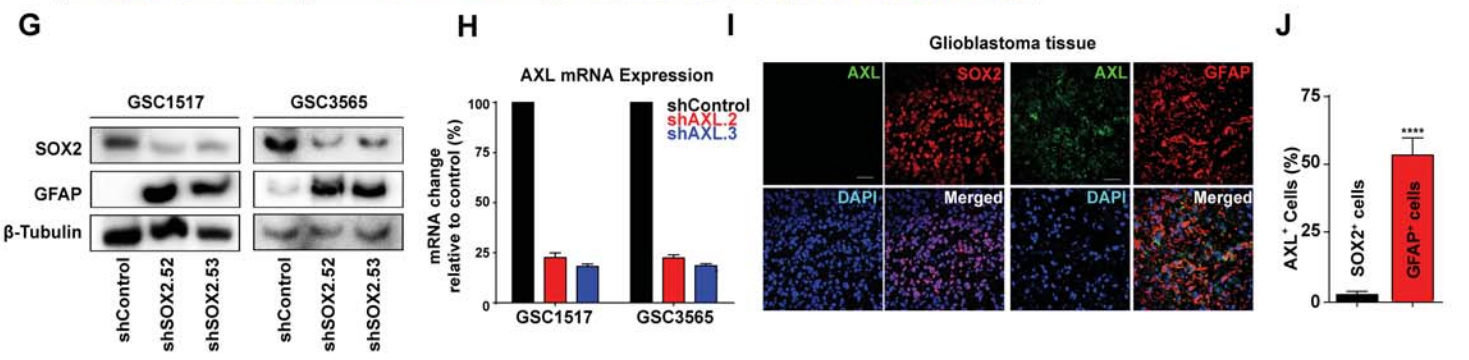 G
GSC1517 GSC3565
SOX2
GFAP
β-Tubulin
shControl
shSOX2.52
shSOX2.53
shControl
shSOX2.52
shSOX2.53
H
AXL mRNA Expression
mRNA change
relative to control (%)
100
75
50
25
0
shControl
shAXL.2
shAXL.3
GSC1517 GSC3565
I
Glioblastoma tissue
AXL SOX2 AXL GFAP
DAPI Merged DAPI Merged
J
AXL⁺ Cells (%)
75
50
25
0
****
SOX2⁺ cells
GFAP⁺ cells